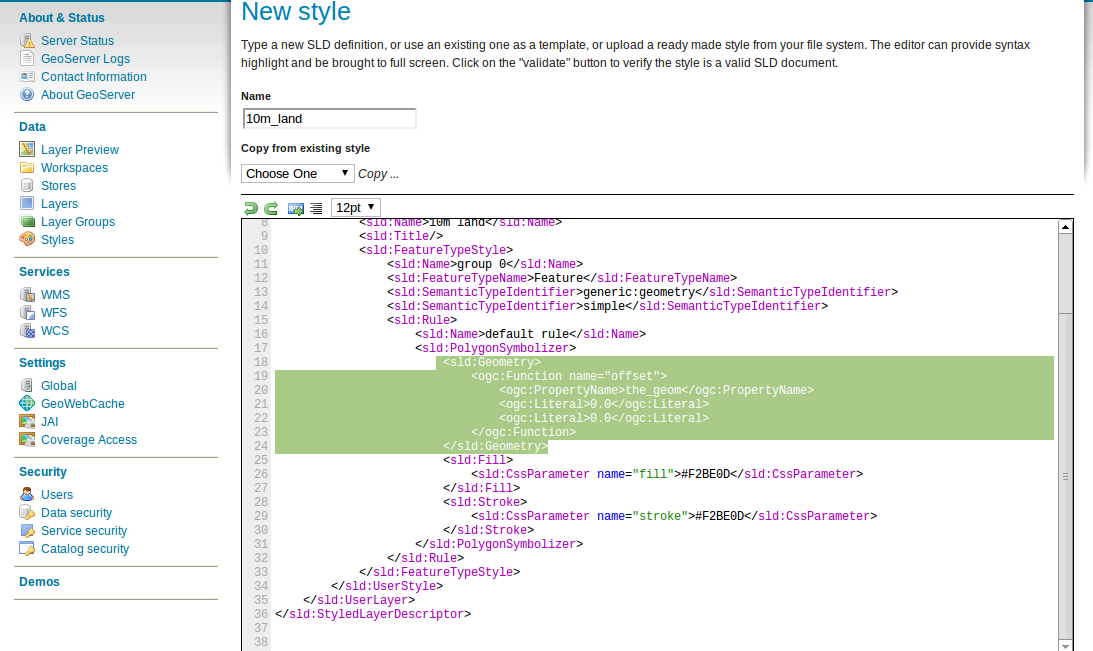 About & Status
Server Status
GeoServer Logs
Contact Information
About GeoServer
Data
Layer Preview
Workspaces
Stores
Layers
Layer Groups
Styles
Services
WMS
WFS
WCS
Settings
Global
GeoWebCache
JAI
Coverage Access
Security
Users
Data security
Service security
Catalog security
Demos
New style
Type a new SLD definition, or use an existing one as a template, or upload a ready made style from your file system. The editor can provide syntax
highlight and be brought to full screen. Click on the "validate" button to verify the style is a valid SLD document.
Name
10m_land
Copy from existing style
Choose One Copy ...
12pt
8 <sld:Name>10m land</sld:Name>
9 <sld:Title/>
10 <sld:FeatureTypeStyle>
11 <sld:Name>group 0</sld:Name>
12 <sld:FeatureTypeName>Feature</sld:FeatureTypeName>
13 <sld:SemanticTypeIdentifier>generic:geometry</sld:SemanticTypeIdentifier>
14 <sld:SemanticTypeIdentifier>simple</sld:SemanticTypeIdentifier>
15 <sld:Rule>
16 <sld:Name>default rule</sld:Name>
17 <sld:PolygonSymbolizer>
18 <sld:Geometry>
19 <ogc:Function name="offset">
20 <ogc:PropertyName>the_geom</ogc:PropertyName>
21 <ogc:Literal>0.0</ogc:Literal>
22 <ogc:Literal>0.0</ogc:Literal>
23 </ogc:Function>
24 </sld:Geometry>
25 <sld:Fill>
26 <sld:CssParameter name="fill">#F2BE0D</sld:CssParameter>
27 </sld:Fill>
28 <sld:Stroke>
29 <sld:CssParameter name="stroke">#F2BE0D</sld:CssParameter>
30 </sld:Stroke>
31 </sld:PolygonSymbolizer>
32 </sld:Rule>
33 </sld:FeatureTypeStyle>
34 </sld:UserStyle>
35 </sld:UserLayer>
36 </sld:StyledLayerDescriptor>
37
38